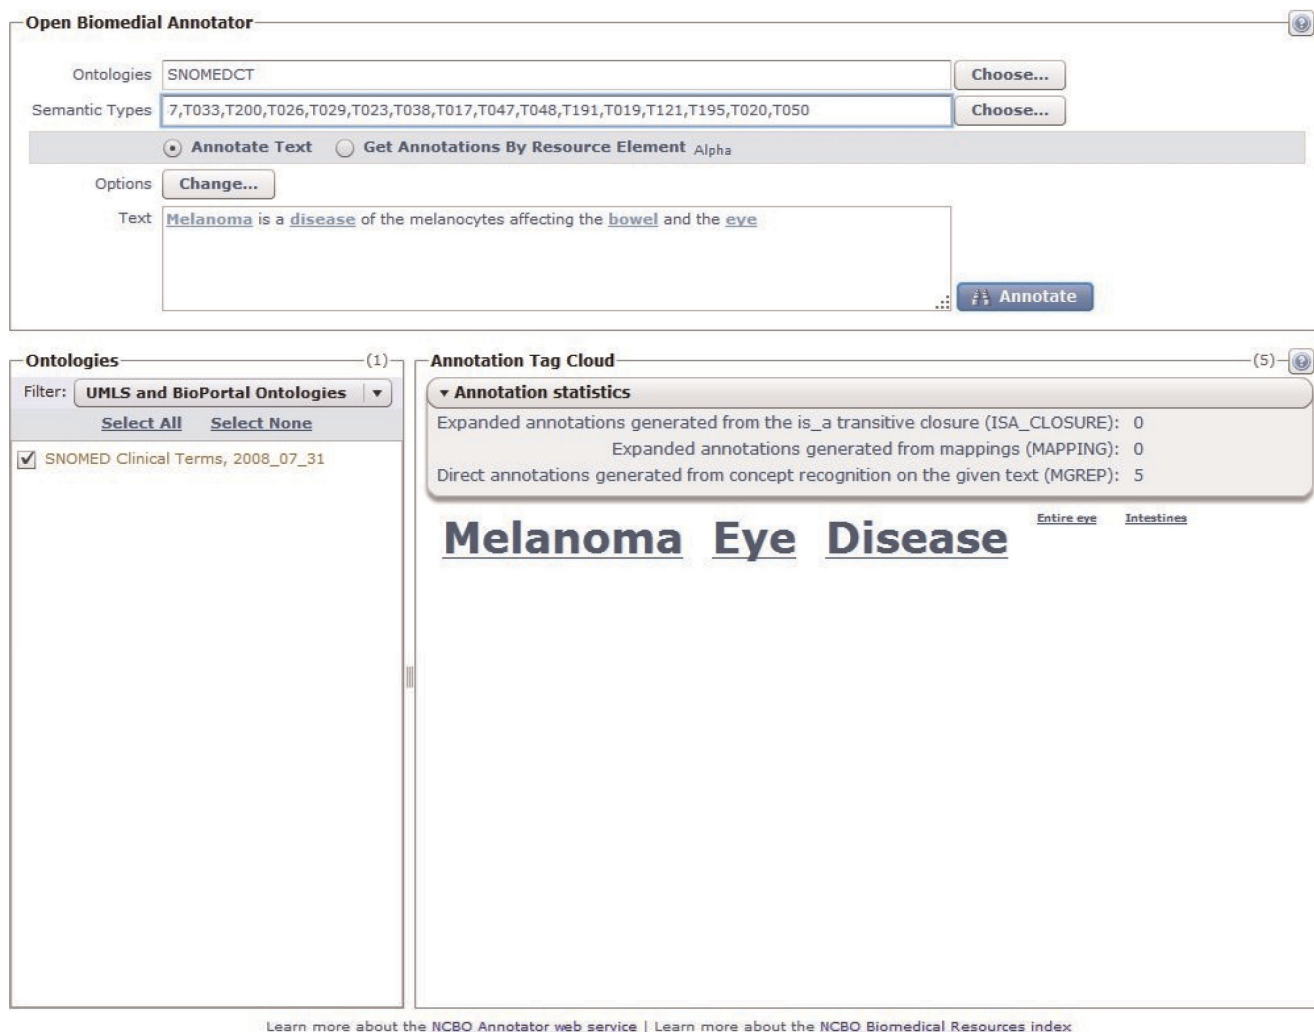 Open Biomedial Annotator
Ontologies SNOMEDCT Choose...
Semantic Types 7,T033,T200,T026,T029,T023,T038,T017,T047,T048,T191,T019,T121,T195,T020,T050 Choose...
Annotate Text Get Annotations By Resource Element Alpha
Options Change...
Text Melanoma is a disease of the melanocytes affecting the bowel and the eye
Annotate
Ontologies (1)
Filter: UMLS and BioPortal Ontologies
Select All Select None
SNOMED Clinical Terms, 2008_07_31
Annotation Tag Cloud (5)
Annotation statistics
Expanded annotations generated from the is_a transitive closure (ISA_CLOSURE): 0
Expanded annotations generated from mappings (MAPPING): 0
Direct annotations generated from concept recognition on the given text (MGREP): 5
Melanoma Eye Disease Entire eye Intestines
Learn more about the NCBO Annotator web service | Learn more about the NCBO Biomedical Resources index